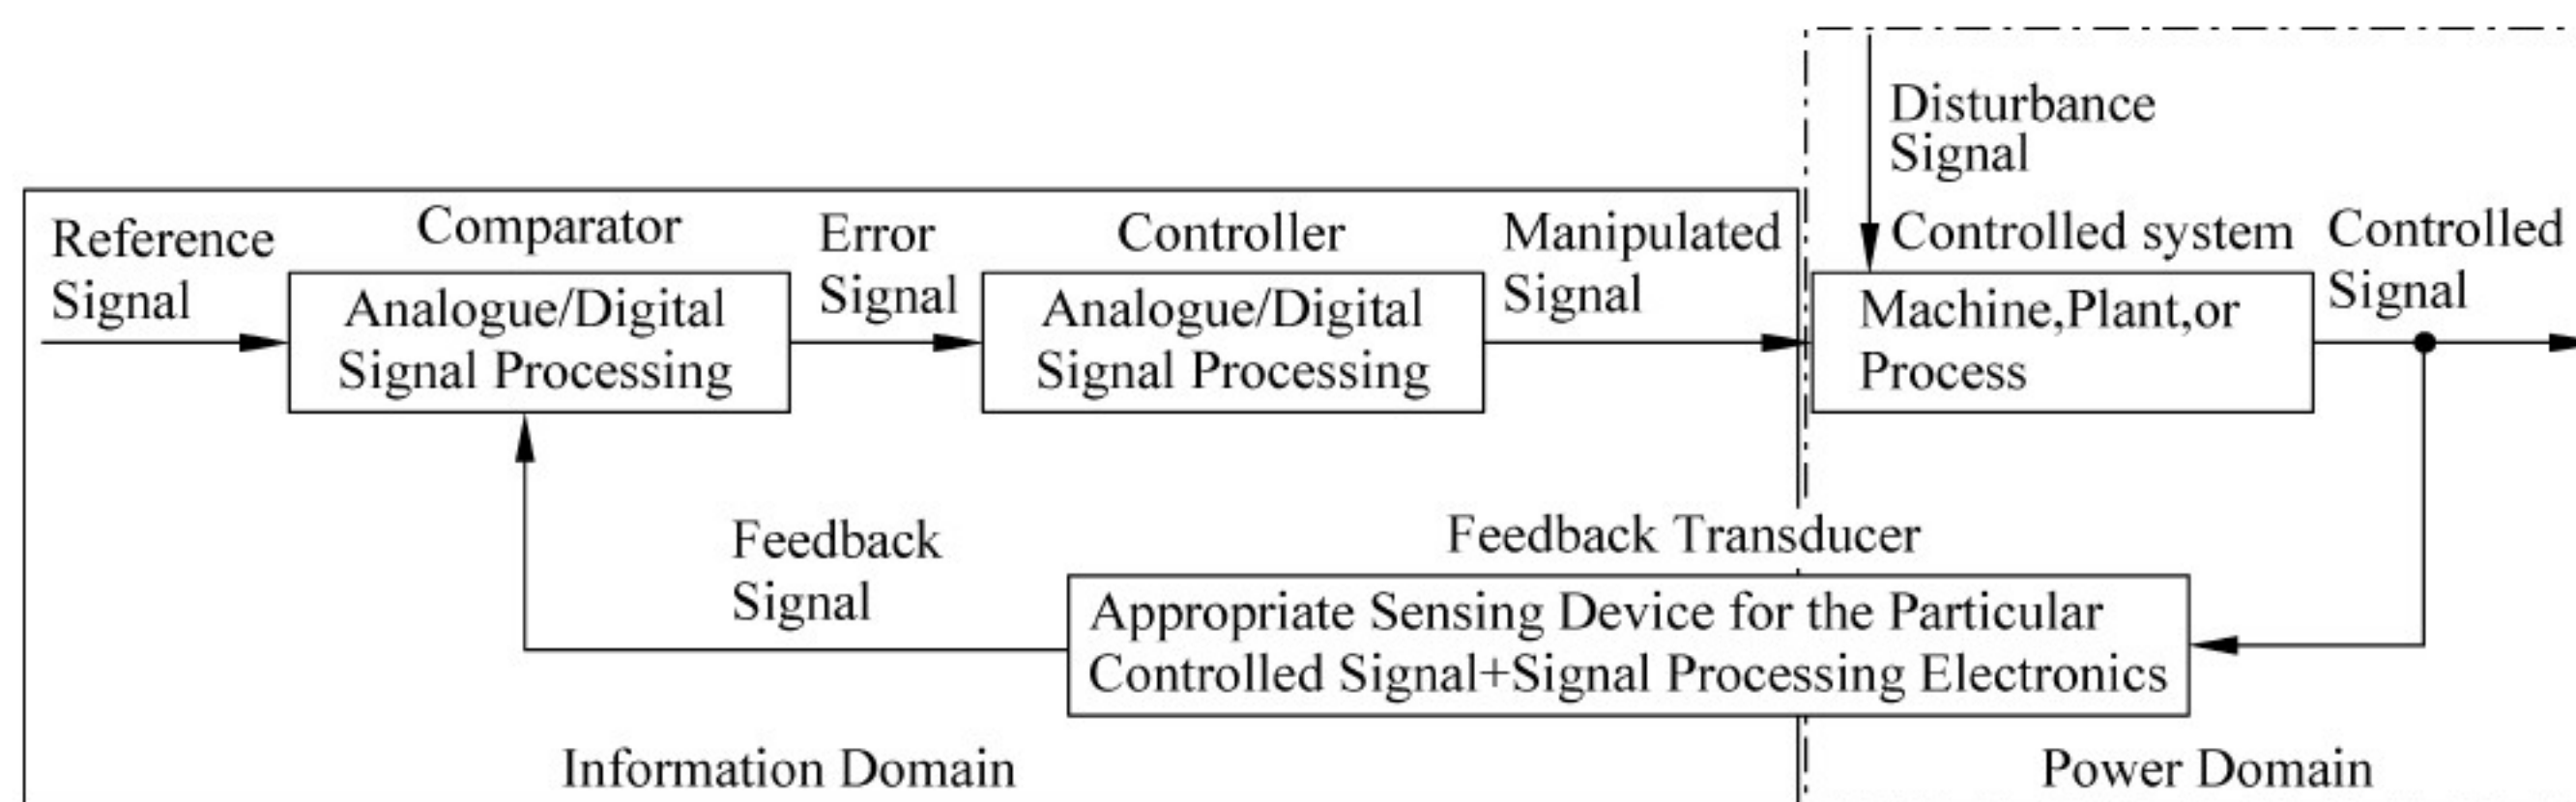 Disturbance
Signal
Reference
Signal
Comparator
Error
Signal
Controller
Manipulated
Signal
Controlled system
Controlled
Signal
Analogue/Digital
Signal Processing
Analogue/Digital
Signal Processing
Machine,Plant,or
Process
Feedback
Signal
Feedback Transducer
Appropriate Sensing Device for the Particular
Controlled Signal+Signal Processing Electronics
Information Domain
Power Domain